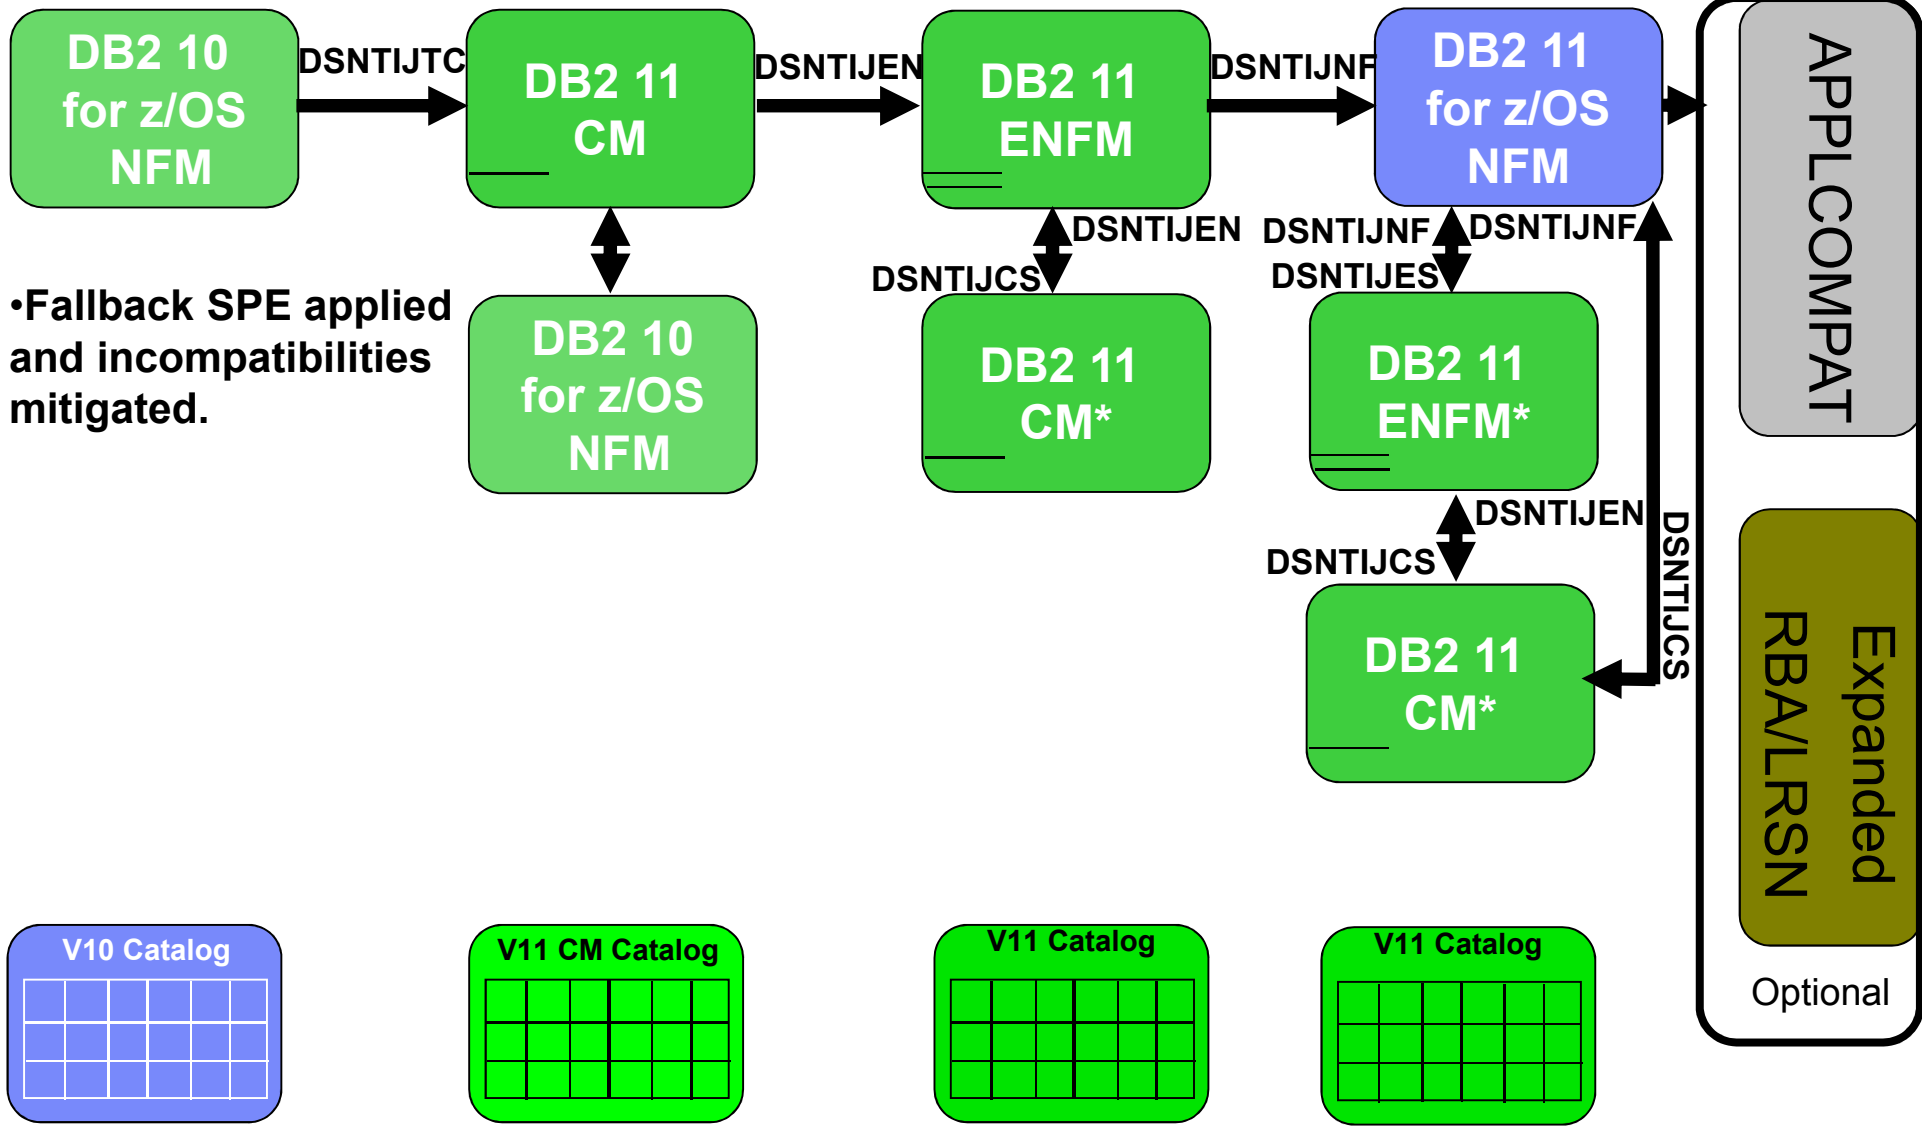 DB2 10
for z/OS
NFM
DSNTIJTC
DB2 11
CM
DSNTIJEN
DB2 11
ENFM
DSNTIJNF
DB2 11
for z/OS
NFM
APPLCOMPAT
•Fallback SPE applied
and incompatibilities
mitigated.
DB2 10
for z/OS
NFM
DSNTIJEN
DSNTIJCS
DB2 11
CM*
DSNTIJNF
DSNTIJNF
DSNTIJES
DB2 11
ENFM*
DSNTIJEN
DSNTIJCS
DSNTIJCS
DB2 11
CM*
Expanded
RBA/LRSN
Optional
V10 Catalog
V11 CM Catalog
V11 Catalog
V11 Catalog